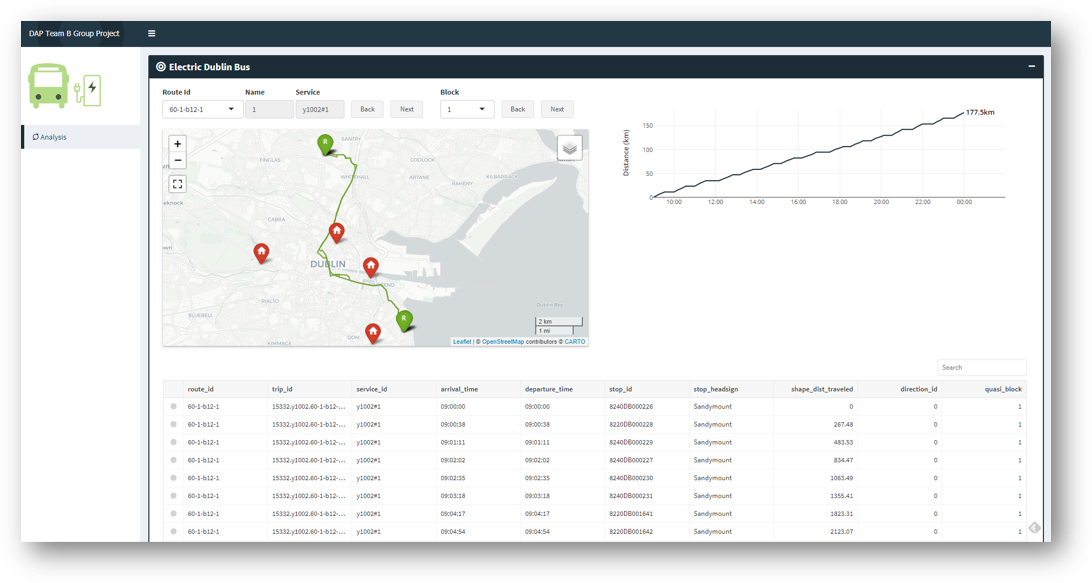 DAP Team B Group Project
Analysis
Electric Dublin Bus
Route Id Name Service Block
60-1-b12-1 1 y1002#1 Back Next 1 Back Next
+
−
SANTRY
R
FINGLAS
COOLOCK
WHITEHALL
ARTANE
RAHENY
KILBARRACK
CABRA
DUBLIN
RIALTO
BLUEBELL
KIMMAGE
Dublin Bay
R
2 km
1 mi
Leaflet | © OpenStreetMap contributors © CARTO
Distance (km)
150
100
50
0
177.5km
10:00 12:00 14:00 16:00 18:00 20:00 22:00 00:00
Search
route_id trip_id service_id arrival_time departure_time stop_id stop_headsign shape_dist_traveled direction_id quasi_block
60-1-b12-1 15332.y1002.60-1-b12-... y1002#1 09:00:00 09:00:00 8240DB000226 Sandymount 0 0 1
60-1-b12-1 15332.y1002.60-1-b12-... y1002#1 09:00:38 09:00:38 8220DB000228 Sandymount 267.48 0 1
60-1-b12-1 15332.y1002.60-1-b12-... y1002#1 09:01:11 09:01:11 8240DB000229 Sandymount 483.53 0 1
60-1-b12-1 15332.y1002.60-1-b12-... y1002#1 09:02:02 09:02:02 8240DB000227 Sandymount 834.47 0 1
60-1-b12-1 15332.y1002.60-1-b12-... y1002#1 09:02:35 09:02:35 8240DB000230 Sandymount 1083.49 0 1
60-1-b12-1 15332.y1002.60-1-b12-... y1002#1 09:03:18 09:03:18 8240DB000231 Sandymount 1355.41 0 1
60-1-b12-1 15332.y1002.60-1-b12-... y1002#1 09:04:17 09:04:17 8220DB001641 Sandymount 1823.31 0 1
60-1-b12-1 15332.y1002.60-1-b12-... y1002#1 09:04:54 09:04:54 8220DB001642 Sandymount 2123.07 0 1